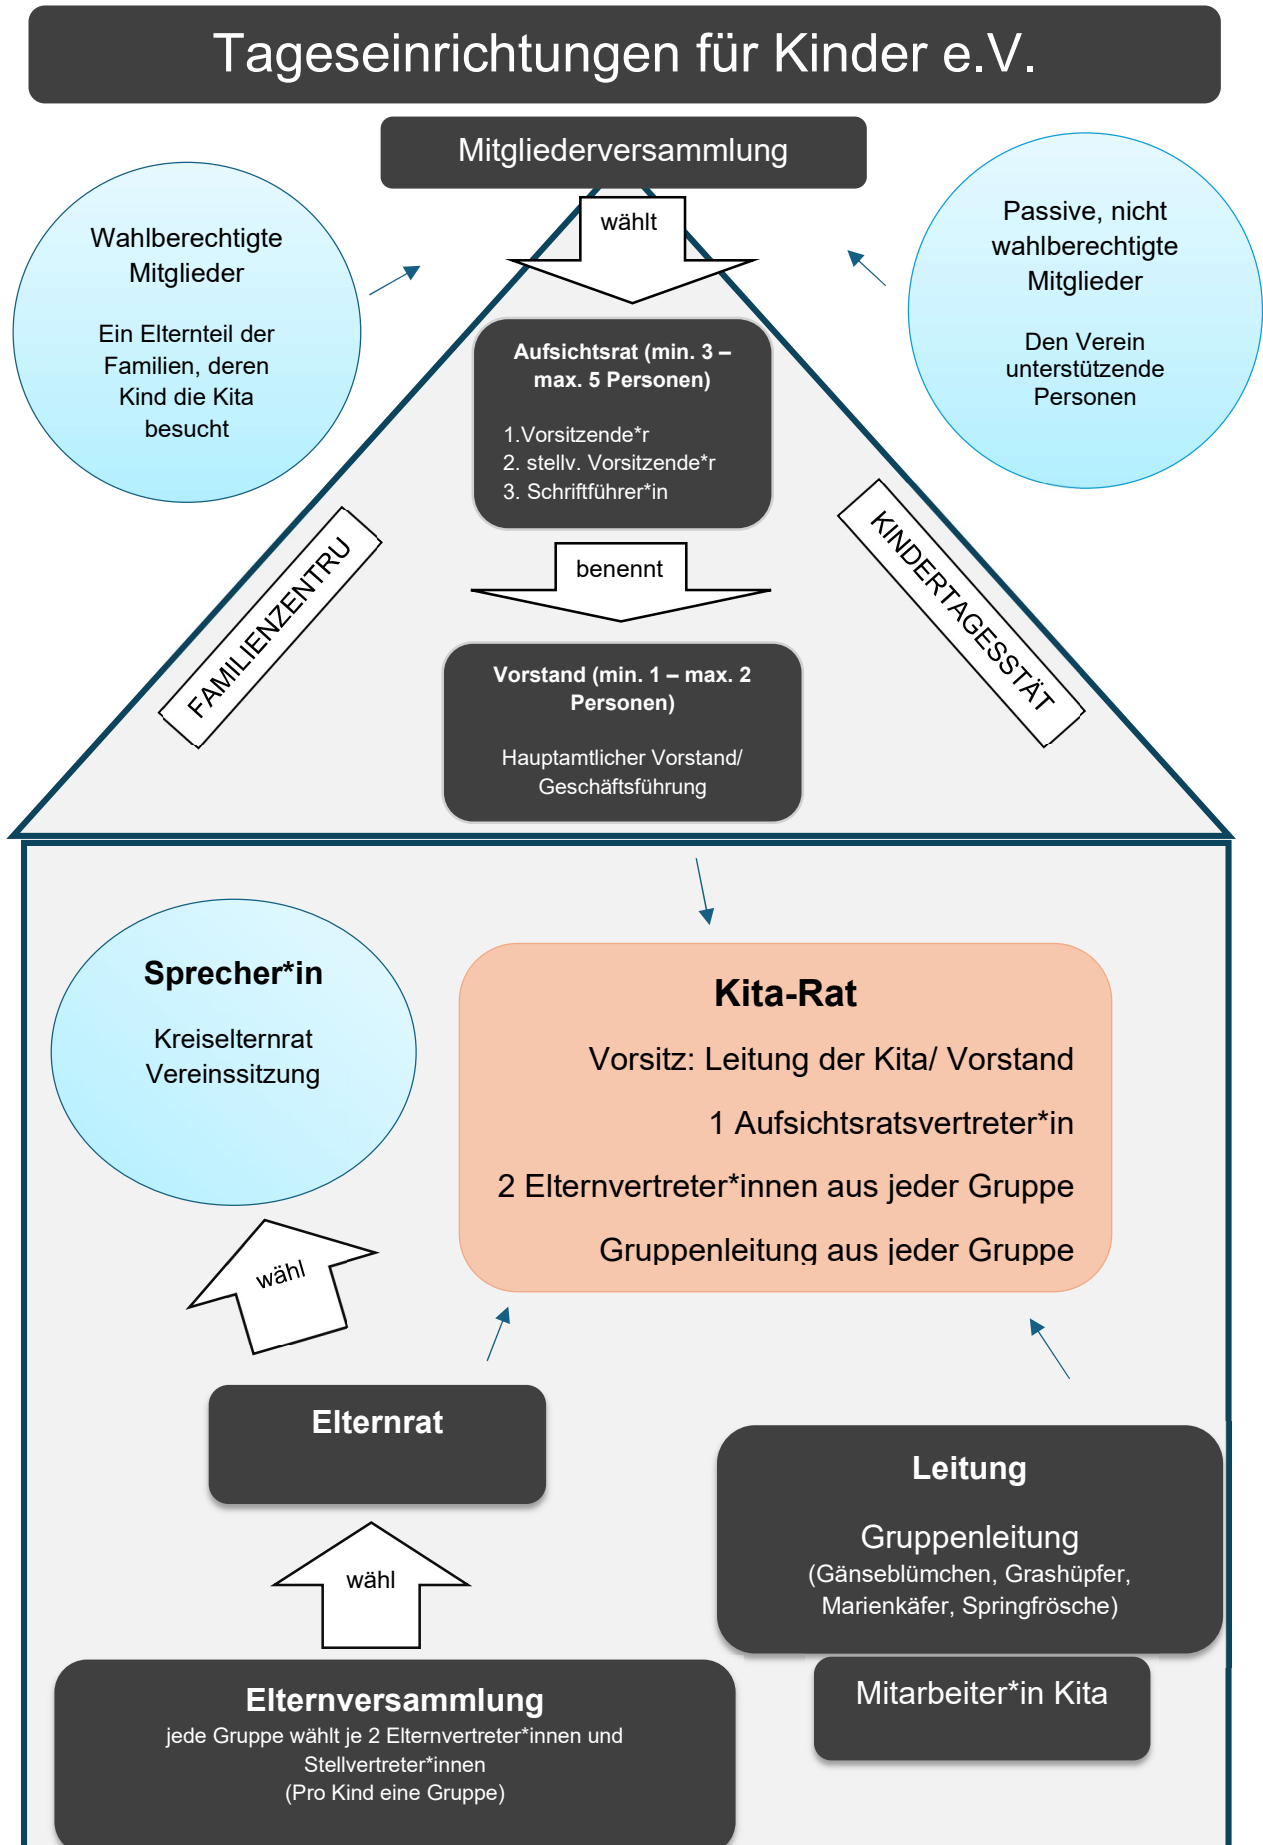 Tageseinrichtungen für Kinder e.V.
Mitgliederversammlung
wählt
Wahlberechtigte
Mitglieder
Ein Elternteil der
Familien, deren
Kind die Kita
besucht
Passive, nicht
wahlberechtigte
Mitglieder
Den Verein
unterstützende
Personen
Aufsichtsrat (min. 3 –
max. 5 Personen)
1.Vorsitzende*r
2. stellv. Vorsitzende*r
3. Schriftführer*in
benennt
FAMILIENZENTRU
KINDERTAGESSTÄT
Vorstand (min. 1 – max. 2
Personen)
Hauptamtlicher Vorstand/
Geschäftsführung
Sprecher*in
Kreiselternrat
Vereinssitzung
Kita-Rat
Vorsitz: Leitung der Kita/ Vorstand
1 Aufsichtsratsvertreter*in
2 Elternvertreter*innen aus jeder Gruppe
Gruppenleitung aus jeder Gruppe
wähl
Elternrat
wähl
Leitung
Gruppenleitung
(Gänseblümchen, Grashüpfer,
Marienkäfer, Springfrösche)
Mitarbeiter*in Kita
Elternversammlung
jede Gruppe wählt je 2 Elternvertreter*innen und
Stellvertreter*innen
(Pro Kind eine Gruppe)